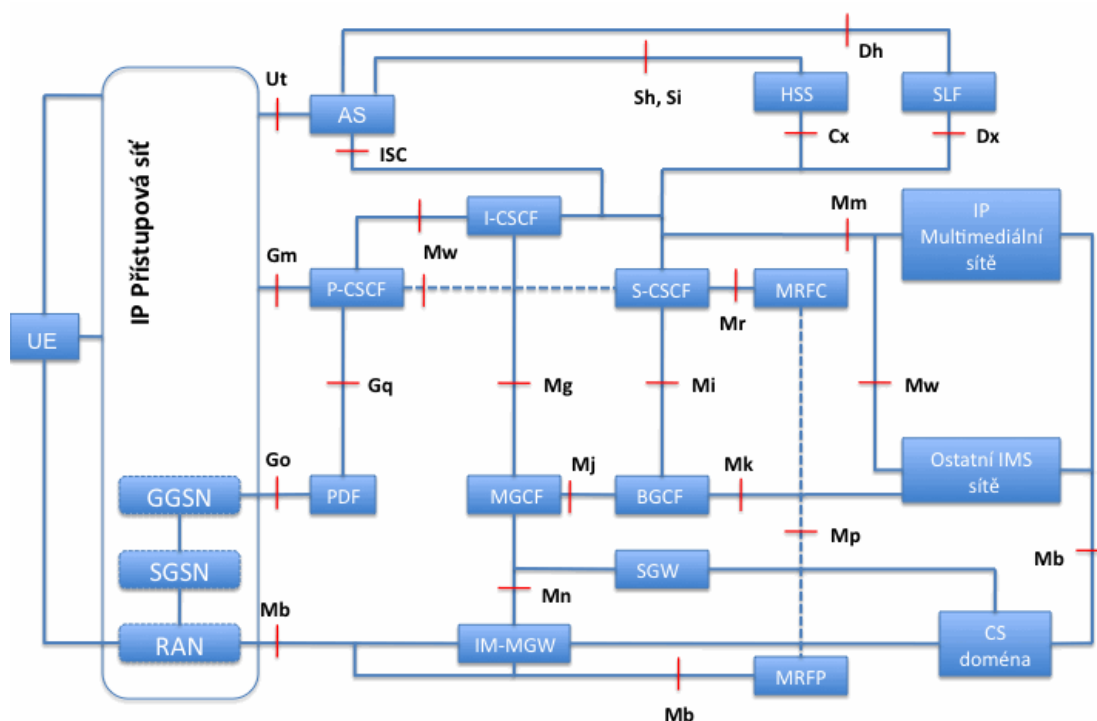 Dh
Ut
Sh, Si
HSS
SLF
AS
ISC
Cx
Dx
IP Přístupová síť
I-CSCF
Mw
Mm
IP
Multimediální
sítě
Gm
P-CSCF
S-CSCF
Mr
MRFC
UE
Gq
Mg
Mi
Mw
Go
Mj
Mk
Ostatní IMS
sítě
GGSN
PDF
MGCF
BGCF
Mp
Mb
SGSN
SGW
Mn
Mb
RAN
IM-MGW
CS
doména
MRFP
Mb